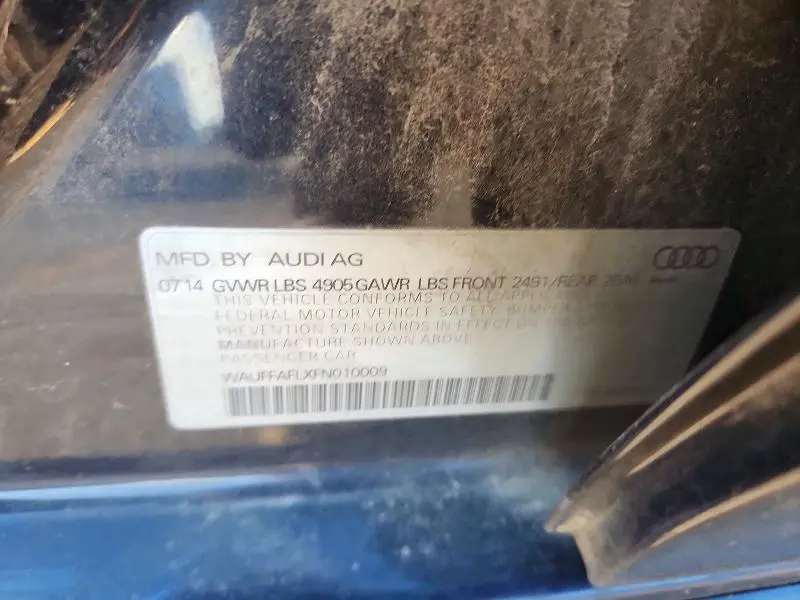 MFD. BY AUDI AG
07 14 GVWR LBS 4905 GAWR LBS FRONT 2491/REAR
THIS VEHICLE CONFORMS TO ALL
FEDERAL MOTOR VEHICLE SAFETY, BUMPER
PREVENTION STANDARDS IN EFFECT ON
MANUFACTURE SHOWN ABOVE
PASSENGER CAR
WAUFFAFLXFN010009